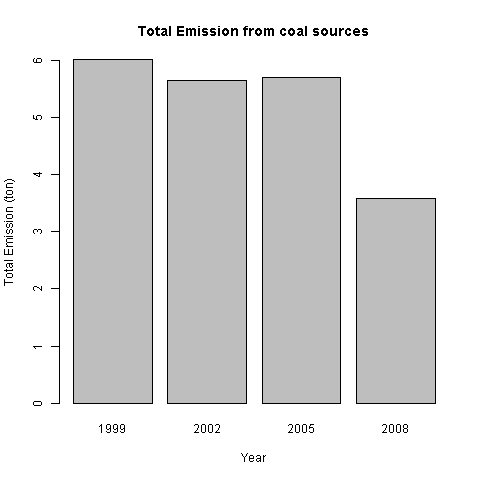 Total Emission from coal sources
Total Emission (ton)
6
5
4
3
2
1
0
1999 2002 2005 2008
Year